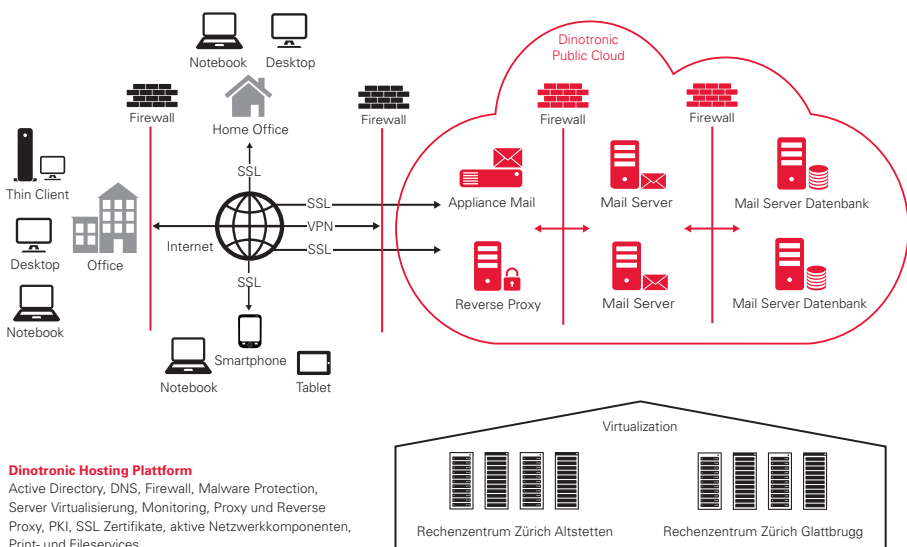 Notebook
Desktop
Dinotronic
Public Cloud
Firewall
Home Office
Firewall
Firewall
Firewall
SSL
Thin Client
SSL
Appliance Mail
Mail Server
Mail Server Datenbank
VPN
Internet
SSL
Desktop
Office
SSL
Reverse Proxy
Mail Server
Mail Server Datenbank
Notebook
Smartphone
Notebook
Tablet
Virtualization
Dinotronic Hosting Plattform
Active Directory, DNS, Firewall, Malware Protection,
Server Virtualisierung, Monitoring, Proxy und Reverse
Proxy, PKI, SSL Zertifikate, aktive Netzwerkkomponenten,
Print- und Fileservices
Rechenzentrum Zürich Altstetten
Rechenzentrum Zürich Glattbrugg